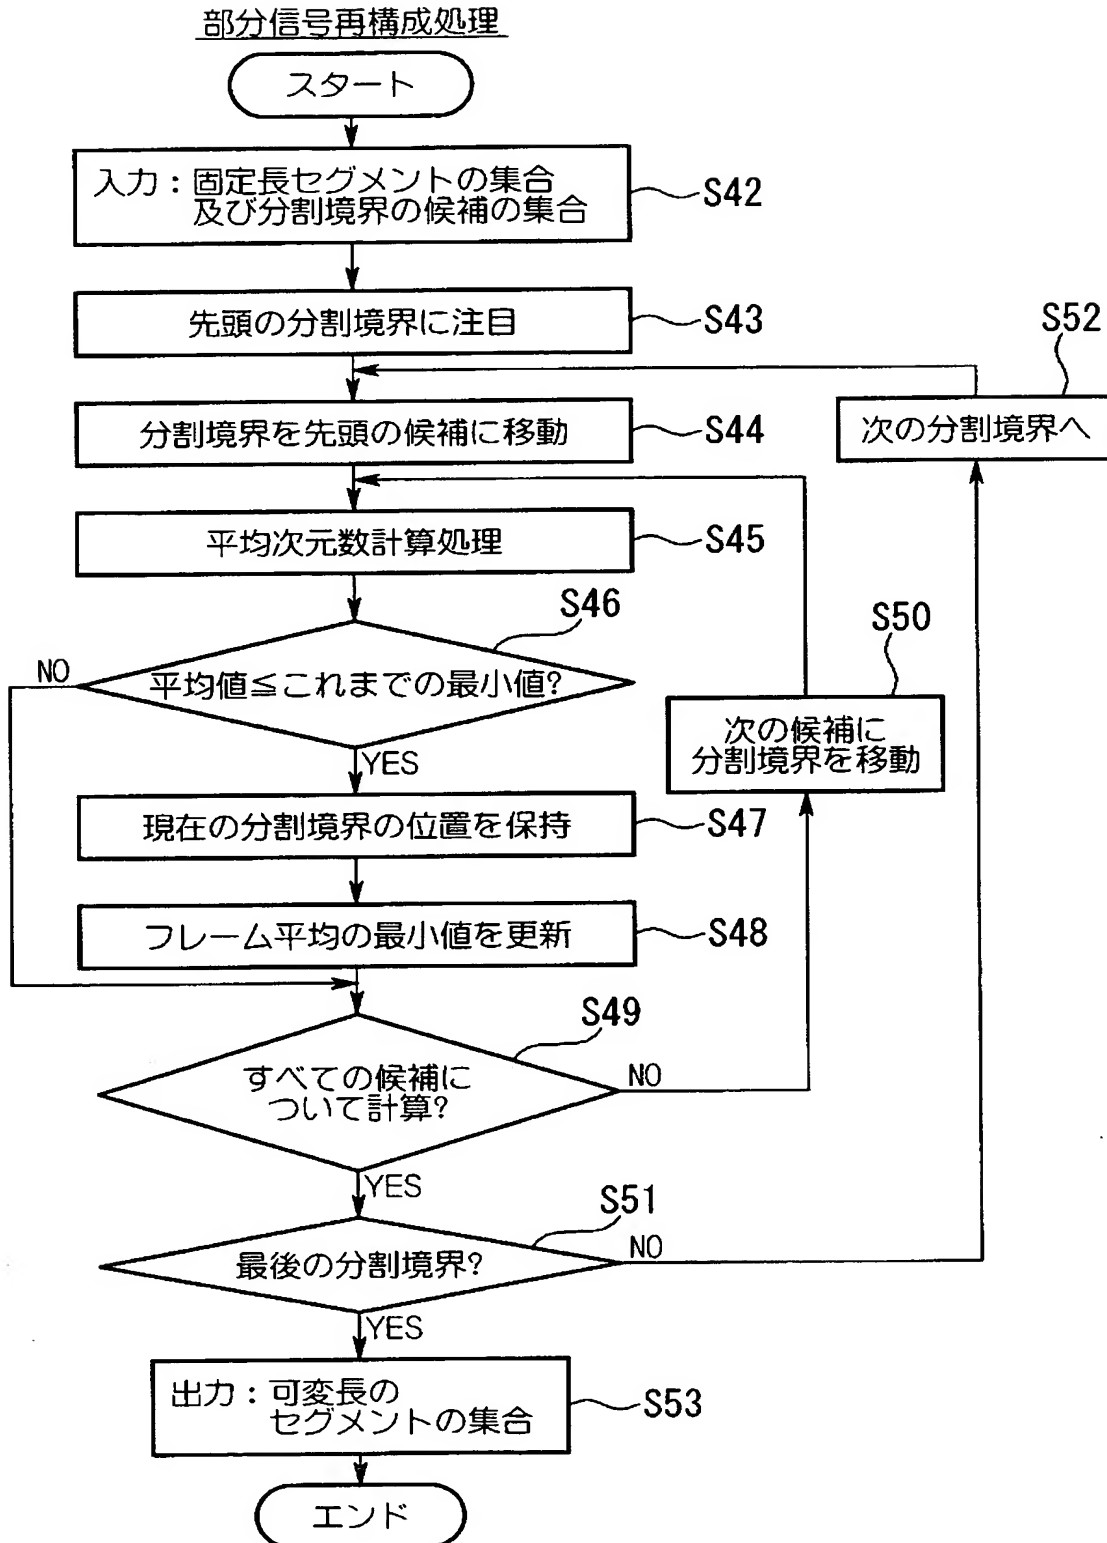 部分信号再構成処理
スタート
入力：固定長セグメントの集合
及び分割境界の候補の集合
S42
先頭の分割境界に注目
S43
S52
次の分割境界へ
分割境界を先頭の候補に移動
S44
平均次元数計算処理
S45
S46
NO
平均値≦これまでの最小値?
YES
S50
次の候補に
分割境界を移動
現在の分割境界の位置を保持
S47
フレーム平均の最小値を更新
S48
S49
すべての候補に
ついて計算?
NO
YES
S51
最後の分割境界?
NO
YES
出力：可変長の
セグメントの集合
S53
エンド